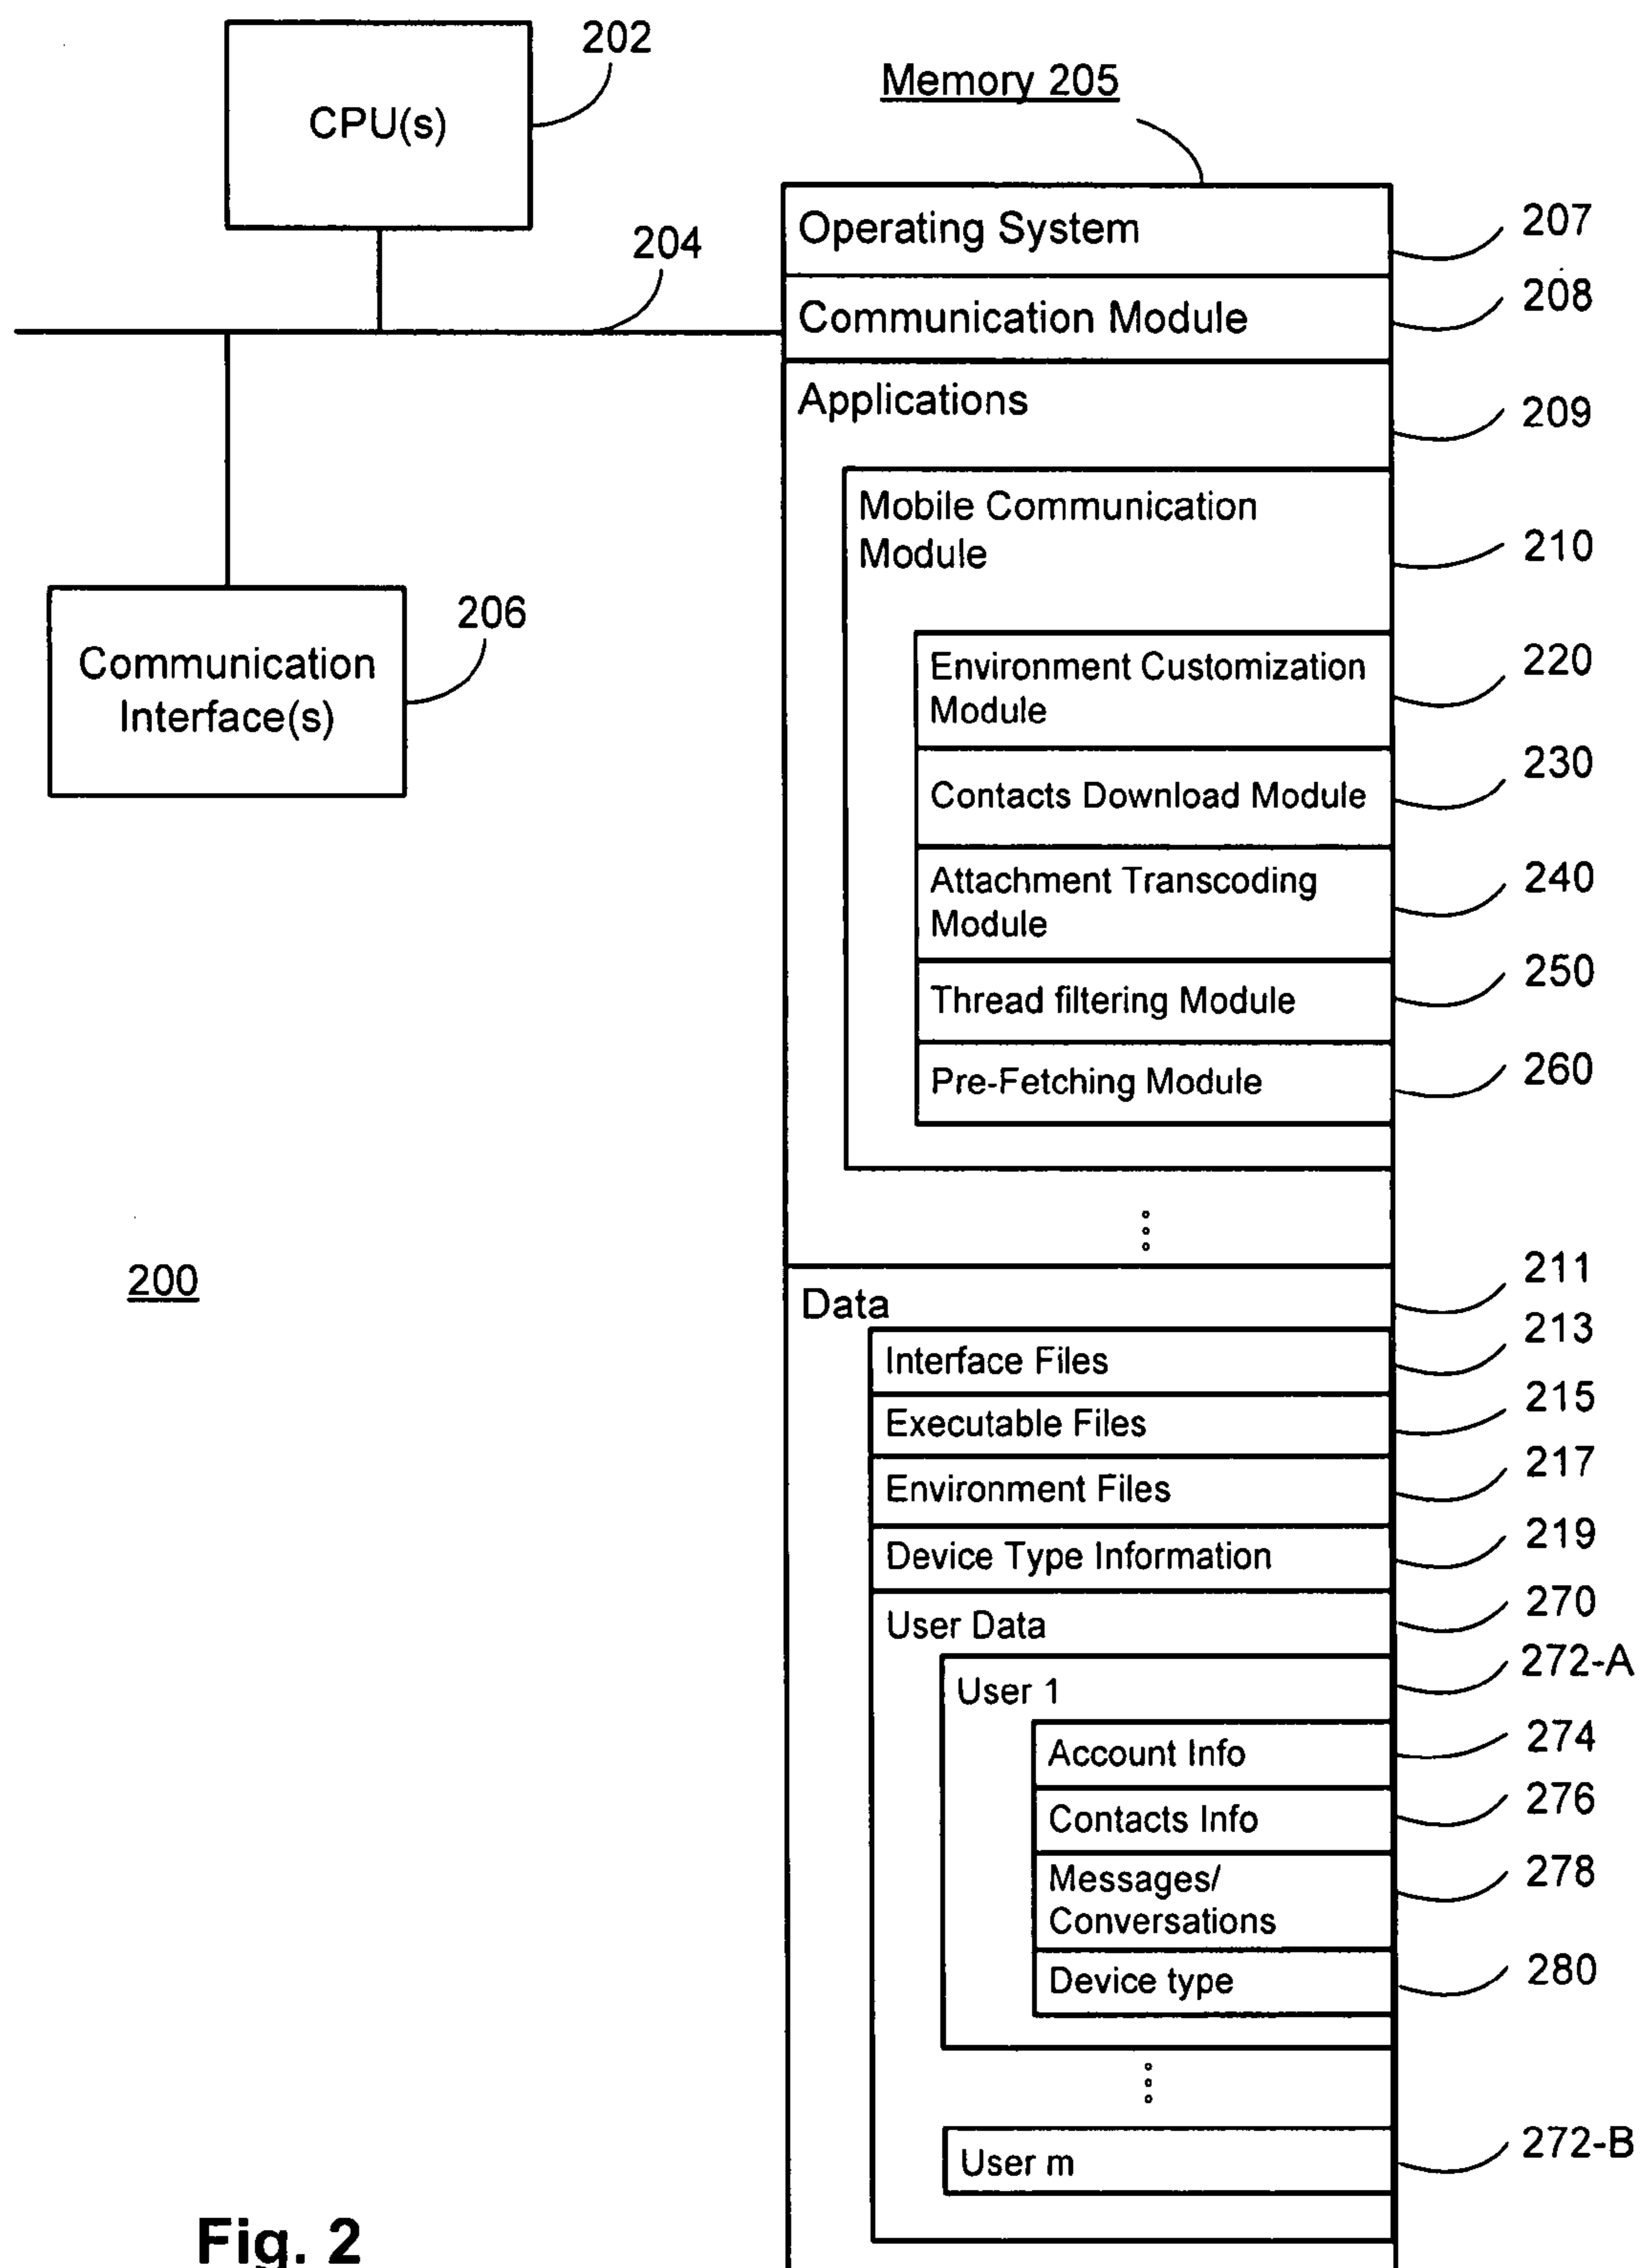 202
CPU(s)
Memory 205
Operating System
207
204
Communication Module
208
Applications
209
Mobile Communication
Module
210
206
Communication
Interface(s)
Environment Customization
Module
220
Contacts Download Module
230
Attachment Transcoding
Module
240
Thread filtering Module
250
Pre-Fetching Module
260
200
Data
211
Interface Files
213
Executable Files
215
Environment Files
217
Device Type Information
219
User Data
270
User 1
272-A
Account Info
274
Contacts Info
276
Messages/
Conversations
278
Device type
280
User m
272-B
Fig. 2